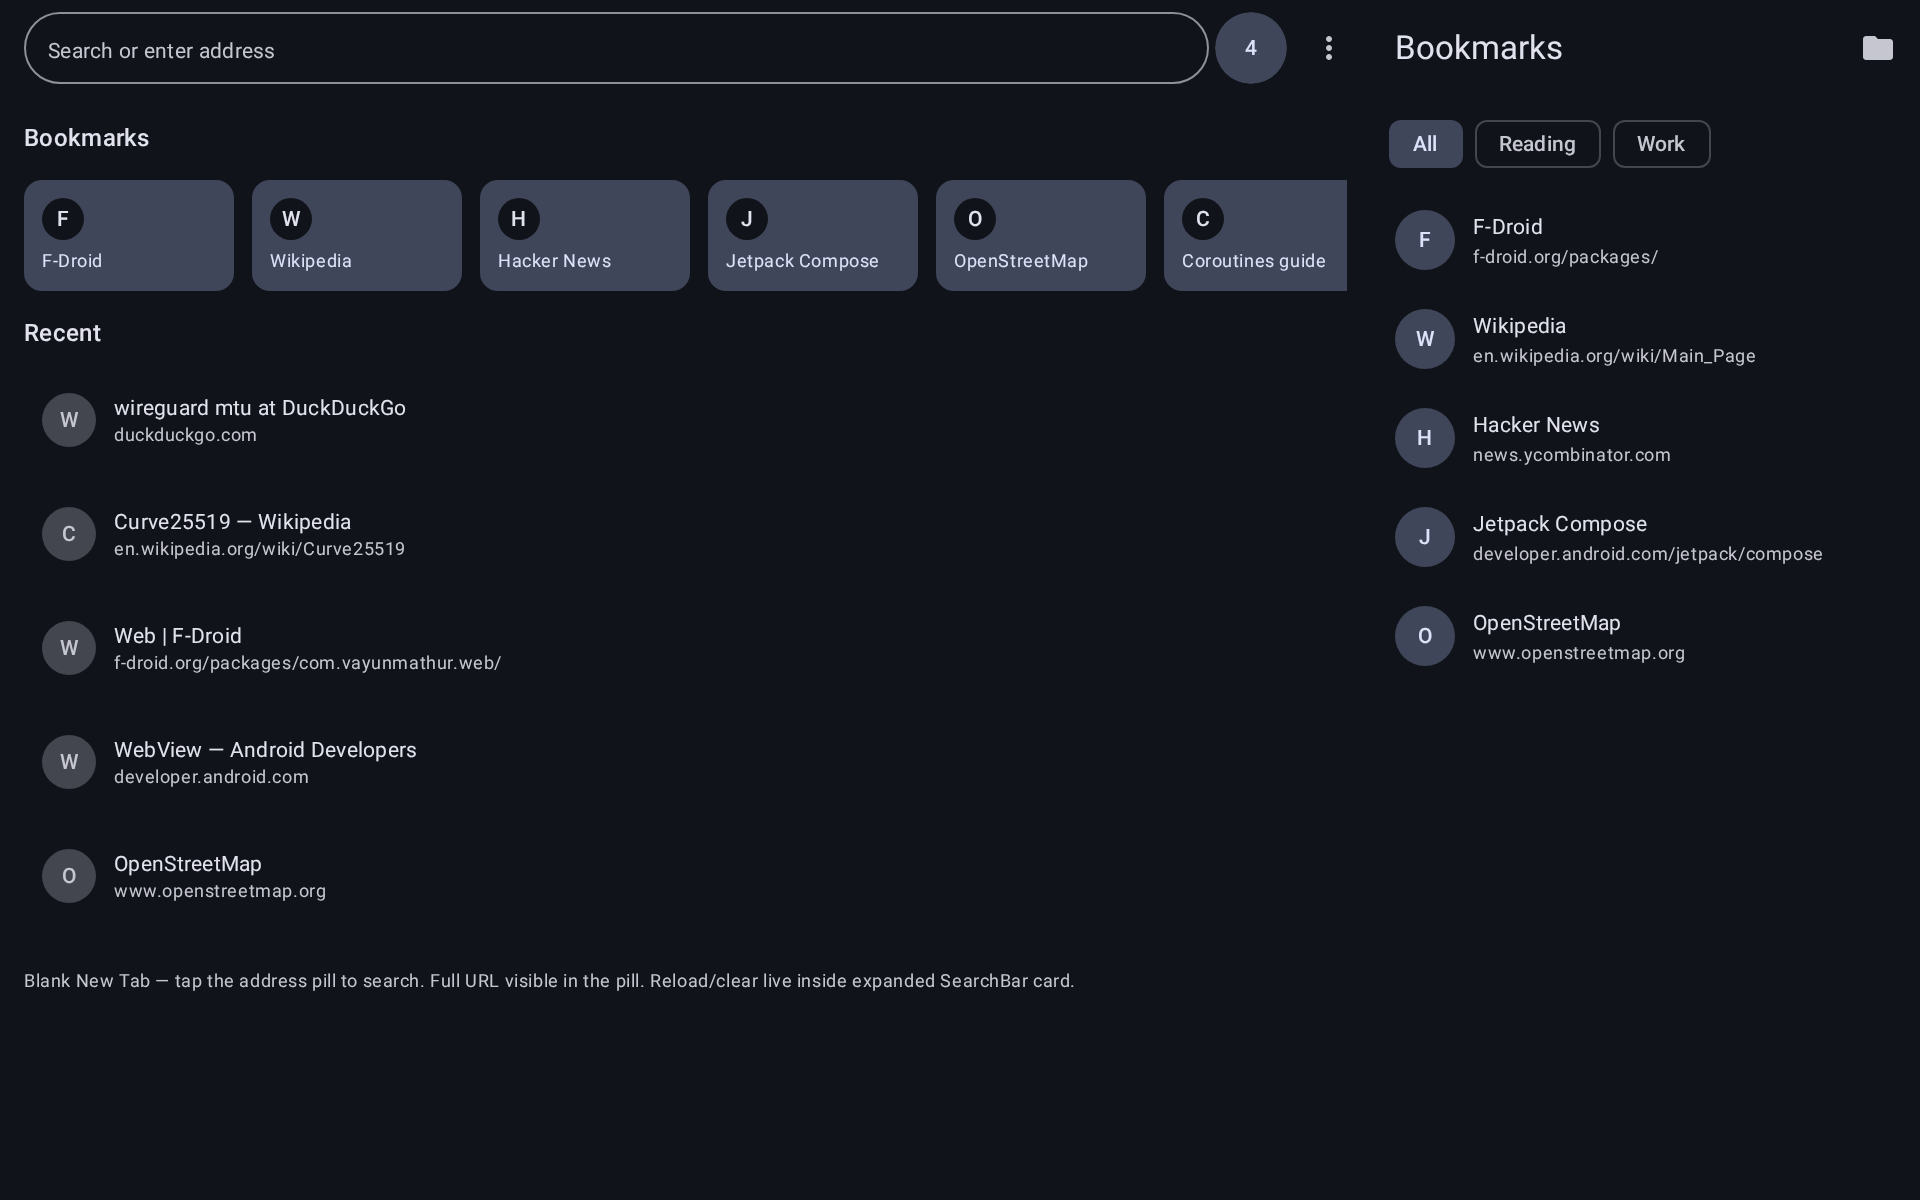 Search or enter address
4
Bookmarks
F
F-Droid
W
Wikipedia
H
Hacker News
J
Jetpack Compose
O
OpenStreetMap
C
Coroutines guide
Recent
W
wireguard mtu at DuckDuckGo
duckduckgo.com
C
Curve25519 — Wikipedia
en.wikipedia.org/wiki/Curve25519
W
Web | F-Droid
f-droid.org/packages/com.vayunmathur.web/
W
WebView — Android Developers
developer.android.com
O
OpenStreetMap
www.openstreetmap.org
Blank New Tab — tap the address pill to search. Full URL visible in the pill. Reload/clear live inside expanded SearchBar card.
Bookmarks
All
Reading
Work
F
F-Droid
f-droid.org/packages/
W
Wikipedia
en.wikipedia.org/wiki/Main_Page
H
Hacker News
news.ycombinator.com
J
Jetpack Compose
developer.android.com/jetpack/compose
O
OpenStreetMap
www.openstreetmap.org